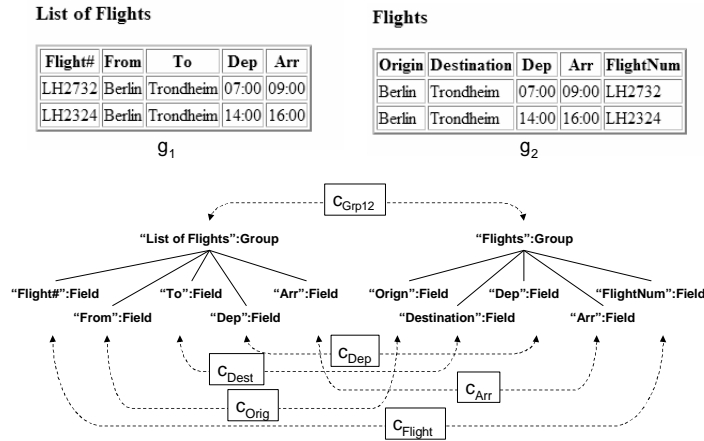 List of Flights
Flight# From To Dep Arr
LH2732 Berlin Trondheim 07:00 09:00
LH2324 Berlin Trondheim 14:00 16:00
g1
Flights
Origin Destination Dep Arr FlightNum
Berlin Trondheim 07:00 09:00 LH2732
Berlin Trondheim 14:00 16:00 LH2324
g2
CGrp12
“List of Flights”:Group
“Flights”:Group
“Flight#”:Field
“To”:Field
“Arr”:Field
“Orign”:Field
“Dep”:Field
“FlightNum”:Field
“From”:Field
“Dep”:Field
“Destination”:Field
“Arr”:Field
CDep
CDest
CArr
COrig
CFlight